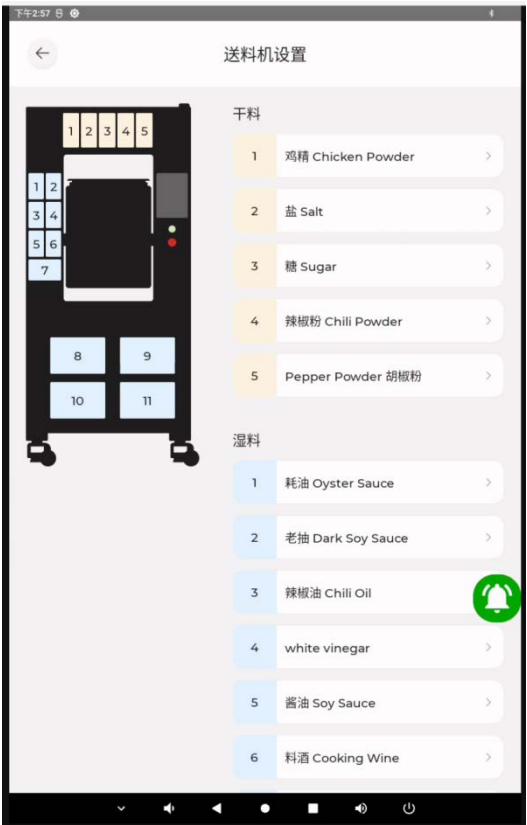 下午2:57
送料机设置
1 2 3 4 5
1 2
3 4
5 6
7
8 9
10 11
干料
1 鸡精 Chicken Powder
2 盐 Salt
3 糖 Sugar
4 辣椒粉 Chili Powder
5 Pepper Powder 胡椒粉
湿料
1 耗油 Oyster Sauce
2 老抽 Dark Soy Sauce
3 辣椒油 Chili Oil
4 white vinegar
5 酱油 Soy Sauce
6 料酒 Cooking Wine